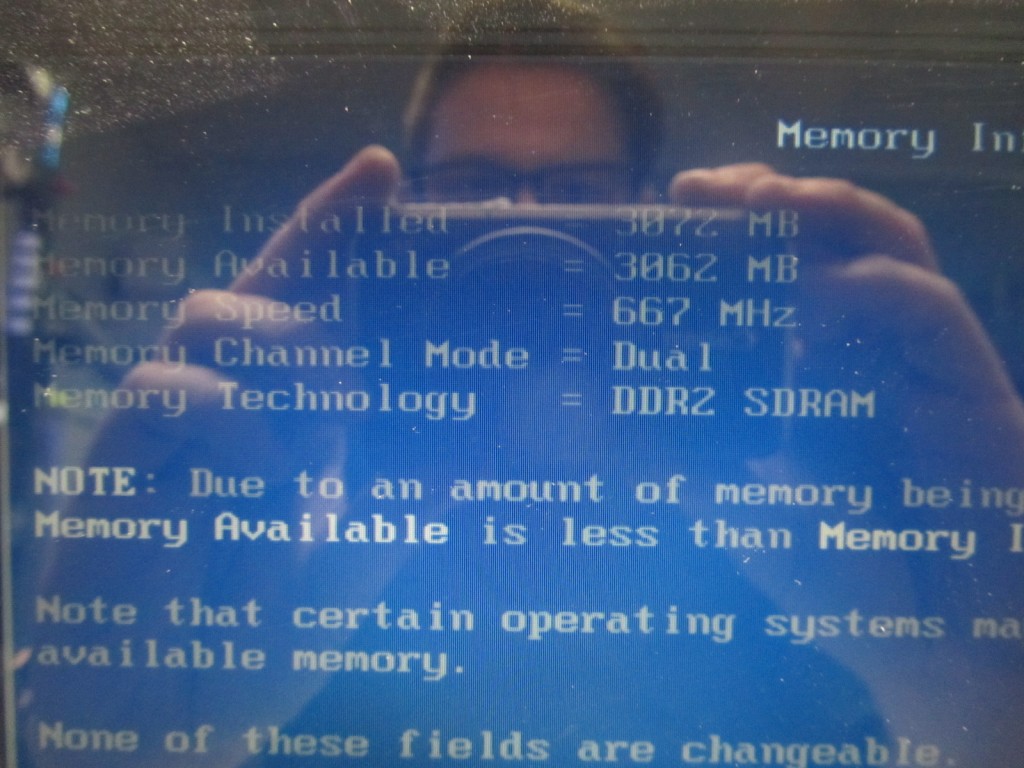 Memory In
Memory Installed = 3072 MB
Memory Available = 3062 MB
Memory Speed = 667 MHz
Memory Channel Mode = Dual
Memory Technology = DDR2 SDRAM
NOTE: Due to an amount of memory being
Memory Available is less than Memory I
Note that certain operating systems ma
available memory.
None of these fields are changeable.